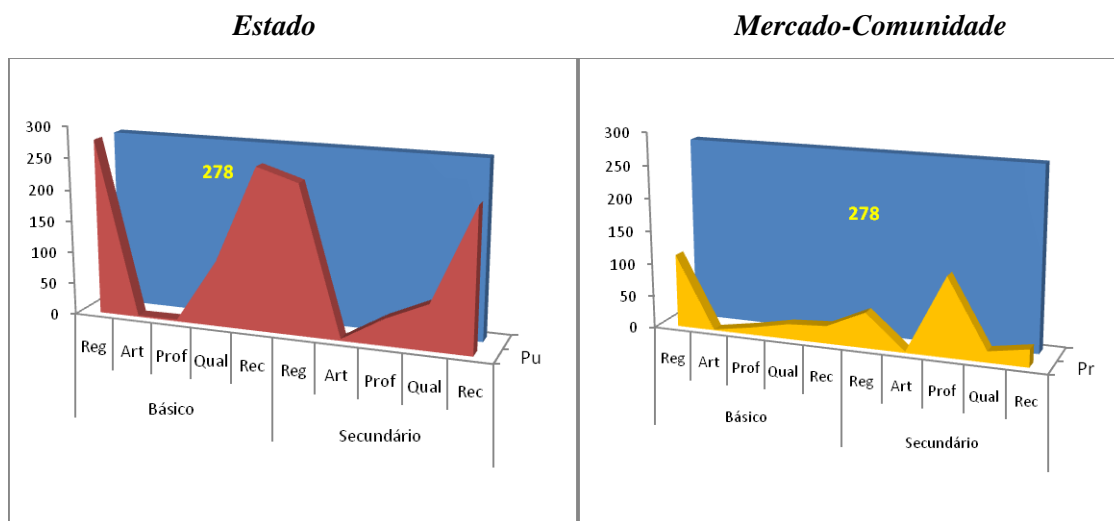 Estado
300
250
200
150
100
50
0
278
Reg Art Prof Qual Rec Reg Art Prof Qual Rec
Básico Secundário
Pu
Mercado-Comunidade
300
250
200
150
100
50
0
278
Reg Art Prof Qual Rec Reg Art Prof Qual Rec
Básico Secundário
Pr